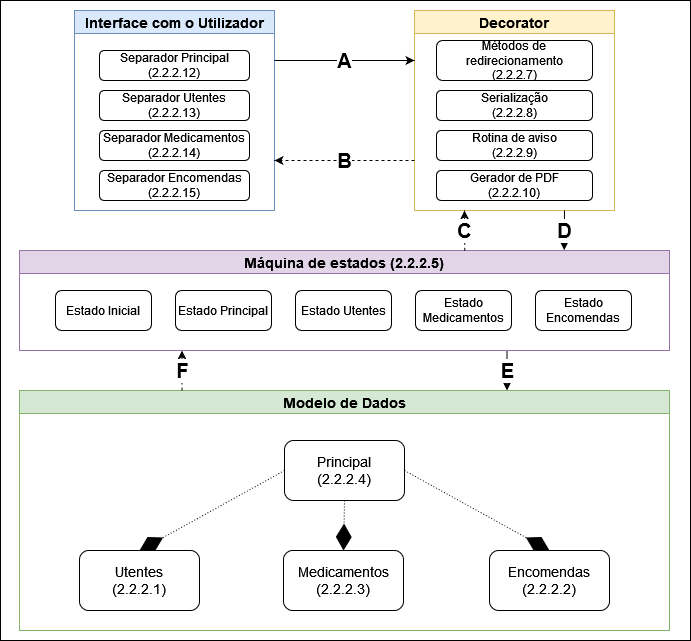 Interface com o Utilizador
Separador Principal
(2.2.2.12)
Separador Utentes
(2.2.2.13)
Separador Medicamentos
(2.2.2.14)
Separador Encomendas
(2.2.2.15)
A
B
Decorator
Métodos de
redirecionamento
(2.2.2.7)
Serialização
(2.2.2.8)
Rotina de aviso
(2.2.2.9)
Gerador de PDF
(2.2.2.10)
C
D
Máquina de estados (2.2.2.5)
Estado Inicial
Estado Principal
Estado Utentes
Estado
Medicamentos
Estado
Encomendas
F
E
Modelo de Dados
Principal
(2.2.2.4)
Utentes
(2.2.2.1)
Medicamentos
(2.2.2.3)
Encomendas
(2.2.2.2)